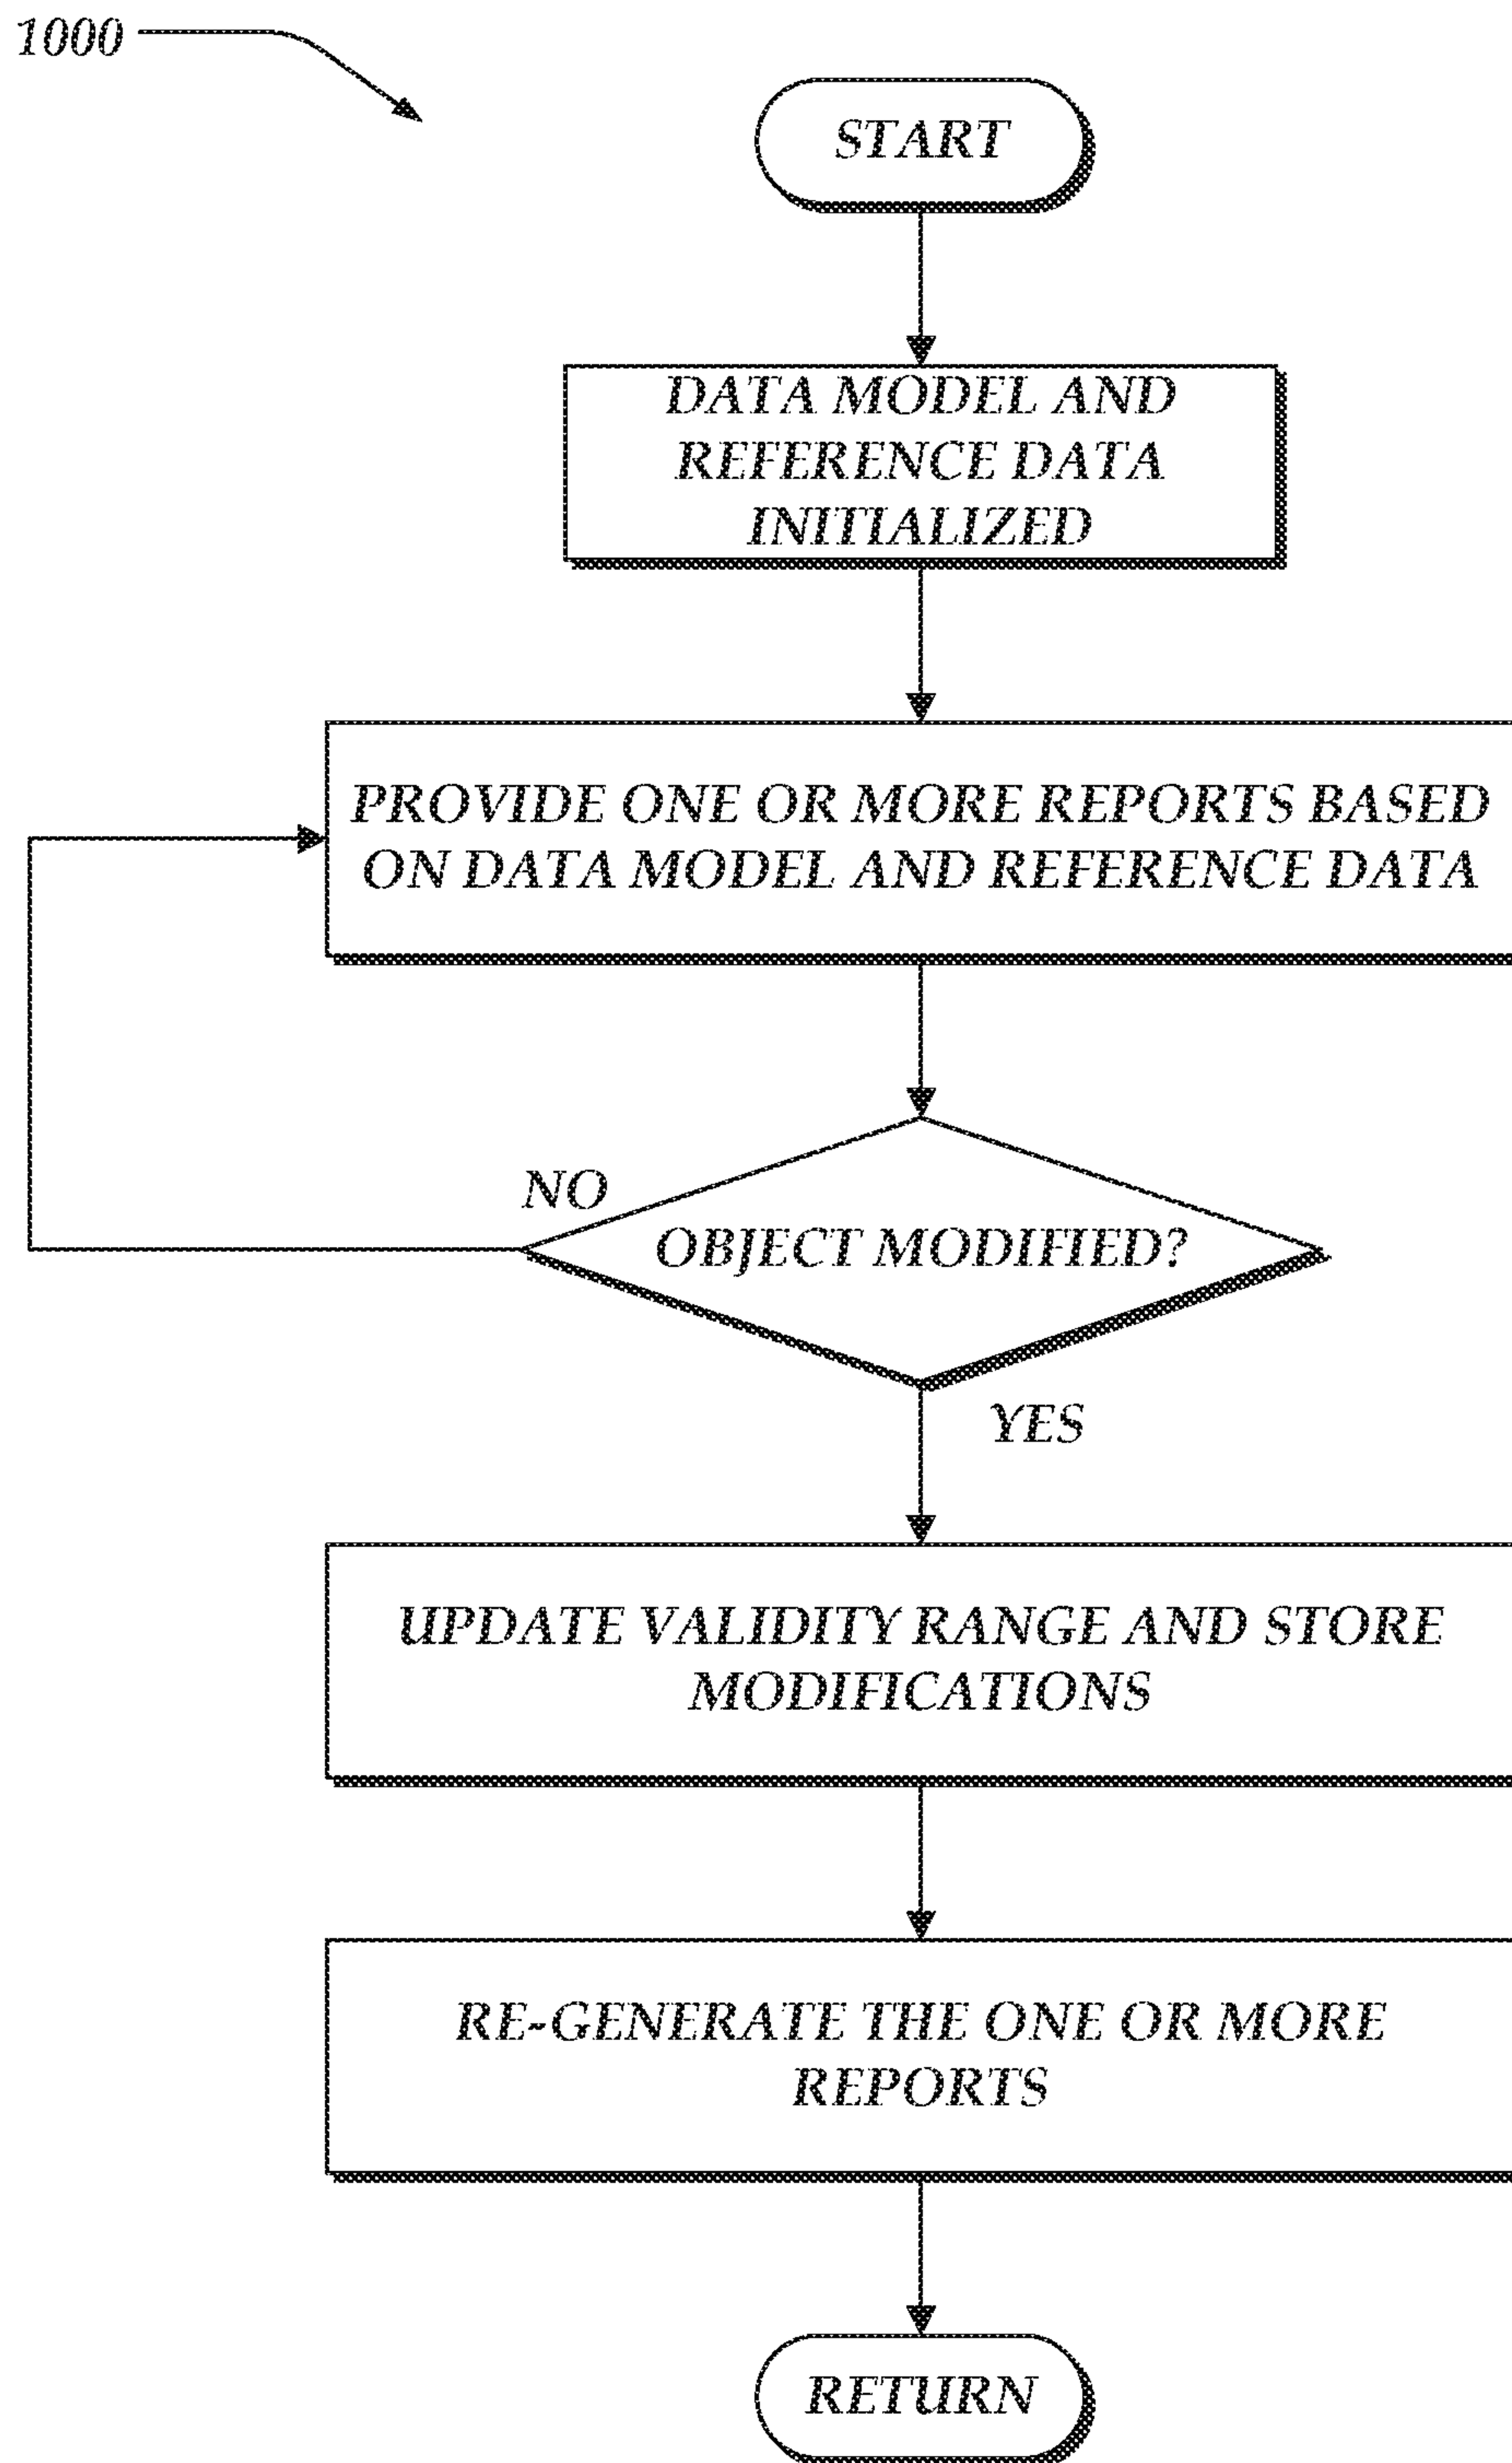 1000
START
DATA MODEL AND
REFERENCE DATA
INITIALIZED
PROVIDE ONE OR MORE REPORTS BASED
ON DATA MODEL AND REFERENCE DATA
NO
OBJECT MODIFIED?
YES
UPDATE VALIDITY RANGE AND STORE
MODIFICATIONS
RE-GENERATE THE ONE OR MORE
REPORTS
RETURN